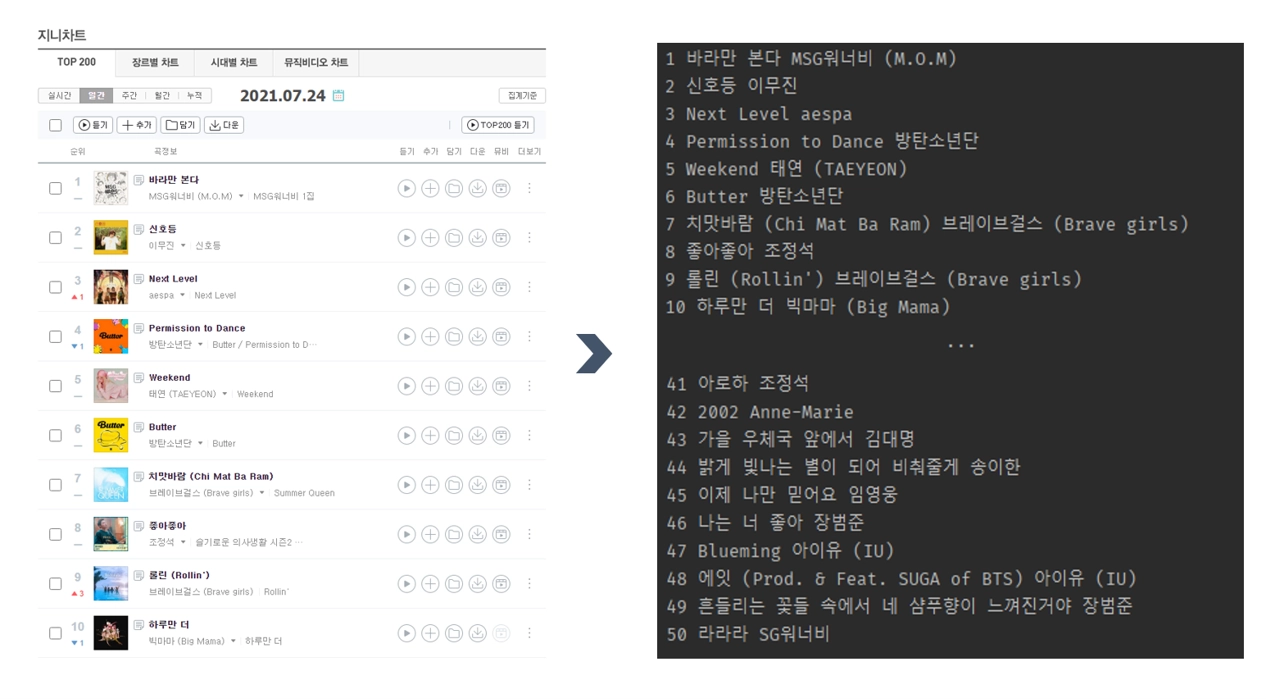 지니차트
TOP 200 장르별 차트 시대별 차트 뮤직비디오 차트
실시간 일간 주간 월간 누적 2021.07.24 집계기준
듣기 추가 담기 다운 TOP200 듣기
순위 곡정보 듣기 추가 담기 다운 뮤비 더보기
1 바라만 본다
MSG워너비 (M.O.M) MSG워너비 1집
2 신호등
이무진 신호등
3 Next Level
1 aespa Next Level
4 Permission to Dance
1 방탄소년단 Butter / Permission to D···
5 Weekend
태연 (TAEYEON) Weekend
6 Butter
방탄소년단 Butter
7 치맛바람 (Chi Mat Ba Ram)
브레이브걸스 (Brave girls) Summer Queen
8 좋아좋아
조정석 슬기로운 의사생활 시즌2 ···
9 롤린 (Rollin')
3 브레이브걸스 (Brave girls) Rollin'
10 하루만 더
1 빅마마 (Big Mama) 하루만 더
1 바라만 본다 MSG워너비 (M.O.M)
2 신호등 이무진
3 Next Level aespa
4 Permission to Dance 방탄소년단
5 Weekend 태연 (TAEYEON)
6 Butter 방탄소년단
7 치맛바람 (Chi Mat Ba Ram) 브레이브걸스 (Brave girls)
8 좋아좋아 조정석
9 롤린 (Rollin') 브레이브걸스 (Brave girls)
10 하루만 더 빅마마 (Big Mama)
...
41 아로하 조정석
42 2002 Anne-Marie
43 가을 우체국 앞에서 김대명
44 밝게 빛나는 별이 되어 비춰줄게 송이한
45 이제 나만 믿어요 임영웅
46 나는 너 좋아 장범준
47 Blueming 아이유 (IU)
48 에잇 (Prod. & Feat. SUGA of BTS) 아이유 (IU)
49 흔들리는 꽃들 속에서 네 샴푸향이 느껴진거야 장범준
50 라라라 SG워너비